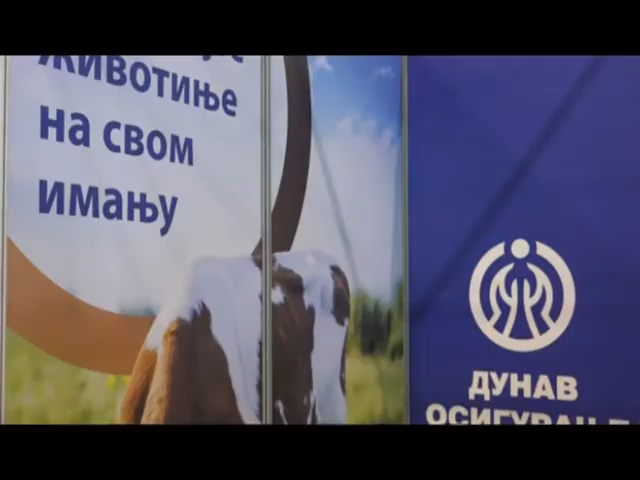 животиње
на свом
имању
ДУНАВ